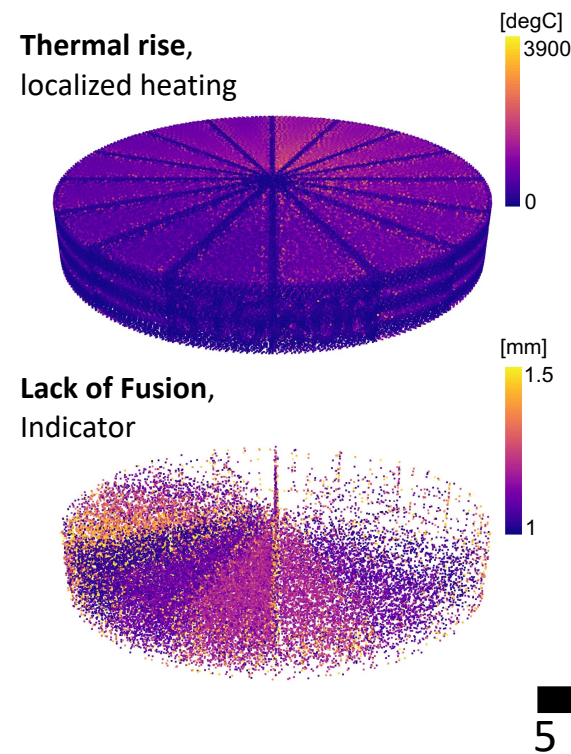 [degC]
Thermal rise,
3900
localized heating
0
[mm]
1.5
Lack of Fusion,
Indicator
1
5